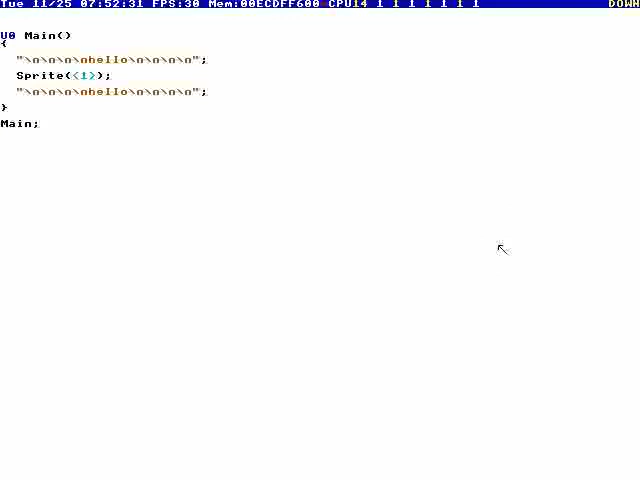 Tue 11/25 07:52:31 FPS:30 Mem:00ECDFF600 CPU14 1 1 1 1 1 1 1 DOWN
U0 Main()
{
"\n\n\n\nhello\n\n\n\n";
Sprite(<1>);
"\n\n\n\nhello\n\n\n\n";
}
Main;